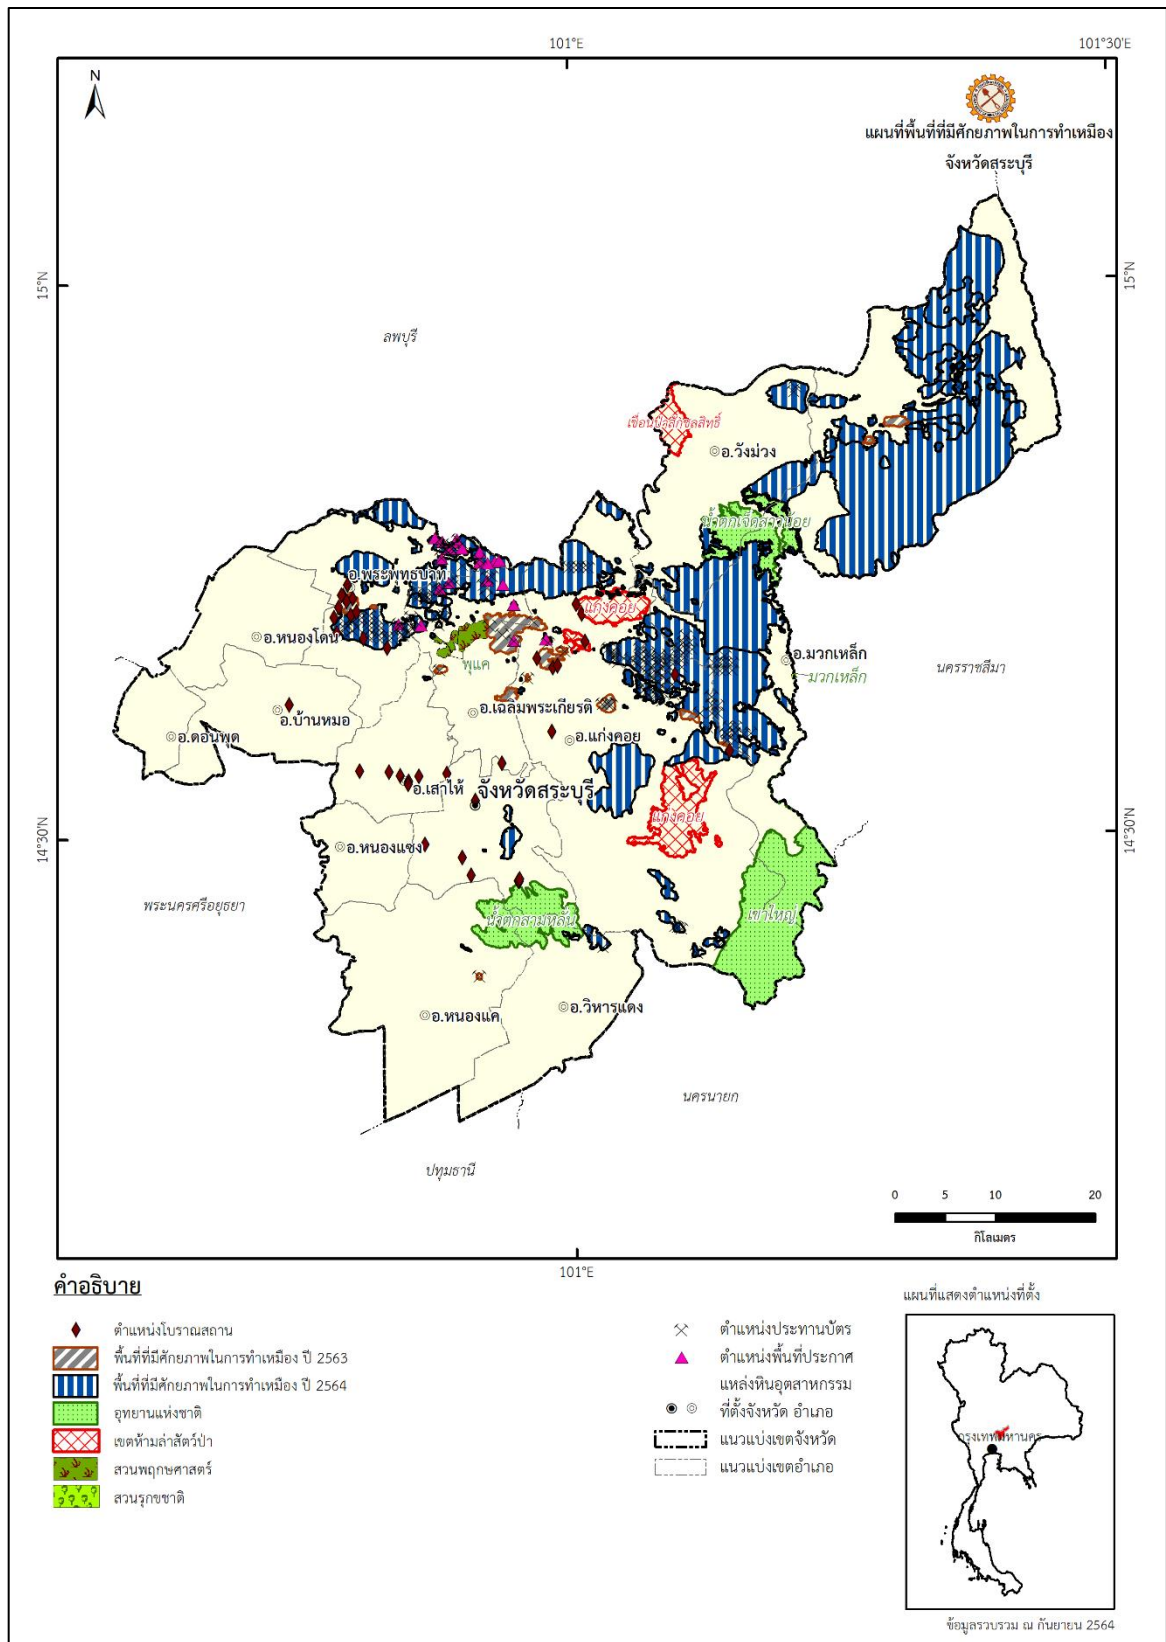 101°E
101°30'E
N
แผนที่พื้นที่ที่มีศักยภาพในการทำเหมือง
จังหวัดสระบุรี
15°N
15°N
ลพบุรี
เขื่อนป่าสักชลสิทธิ์
อ.วังม่วง
น้ำตกเจ็ดสาวน้อย
อ.พระพุทธบาท
แก่งคอย
อ.หนองโดน
พุแค
อ.มวกเหล็ก
มวกเหล็ก
นครราชสีมา
อ.บ้านหมอ
อ.เฉลิมพระเกียรติ
อ.ดอนพุด
อ.แก่งคอย
อ.เสาไห้
จังหวัดสระบุรี
แก่งคอย
14°30'N
14°30'N
อ.หนองแซง
พระนครศรีอยุธยา
น้ำตกสามหลั่น
เขาใหญ่
อ.หนองแค
อ.วิหารแดง
นครนายก
ปทุมธานี
0 5 10 20
กิโลเมตร
101°E
คำอธิบาย
ตำแหน่งโบราณสถาน
พื้นที่ที่มีศักยภาพในการทำเหมือง ปี 2563
พื้นที่ที่มีศักยภาพในการทำเหมือง ปี 2564
อุทยานแห่งชาติ
เขตห้ามล่าสัตว์ป่า
สวนพฤกษศาสตร์
สวนรุกขชาติ
ตำแหน่งประทานบัตร
ตำแหน่งพื้นที่ประกาศ
แหล่งหินอุตสาหกรรม
ที่ตั้งจังหวัด อำเภอ
แนวแบ่งเขตจังหวัด
แนวแบ่งเขตอำเภอ
แผนที่แสดงตำแหน่งที่ตั้ง
กรุงเทพมหานคร
ข้อมูลรวบรวม ณ กันยายน 2564